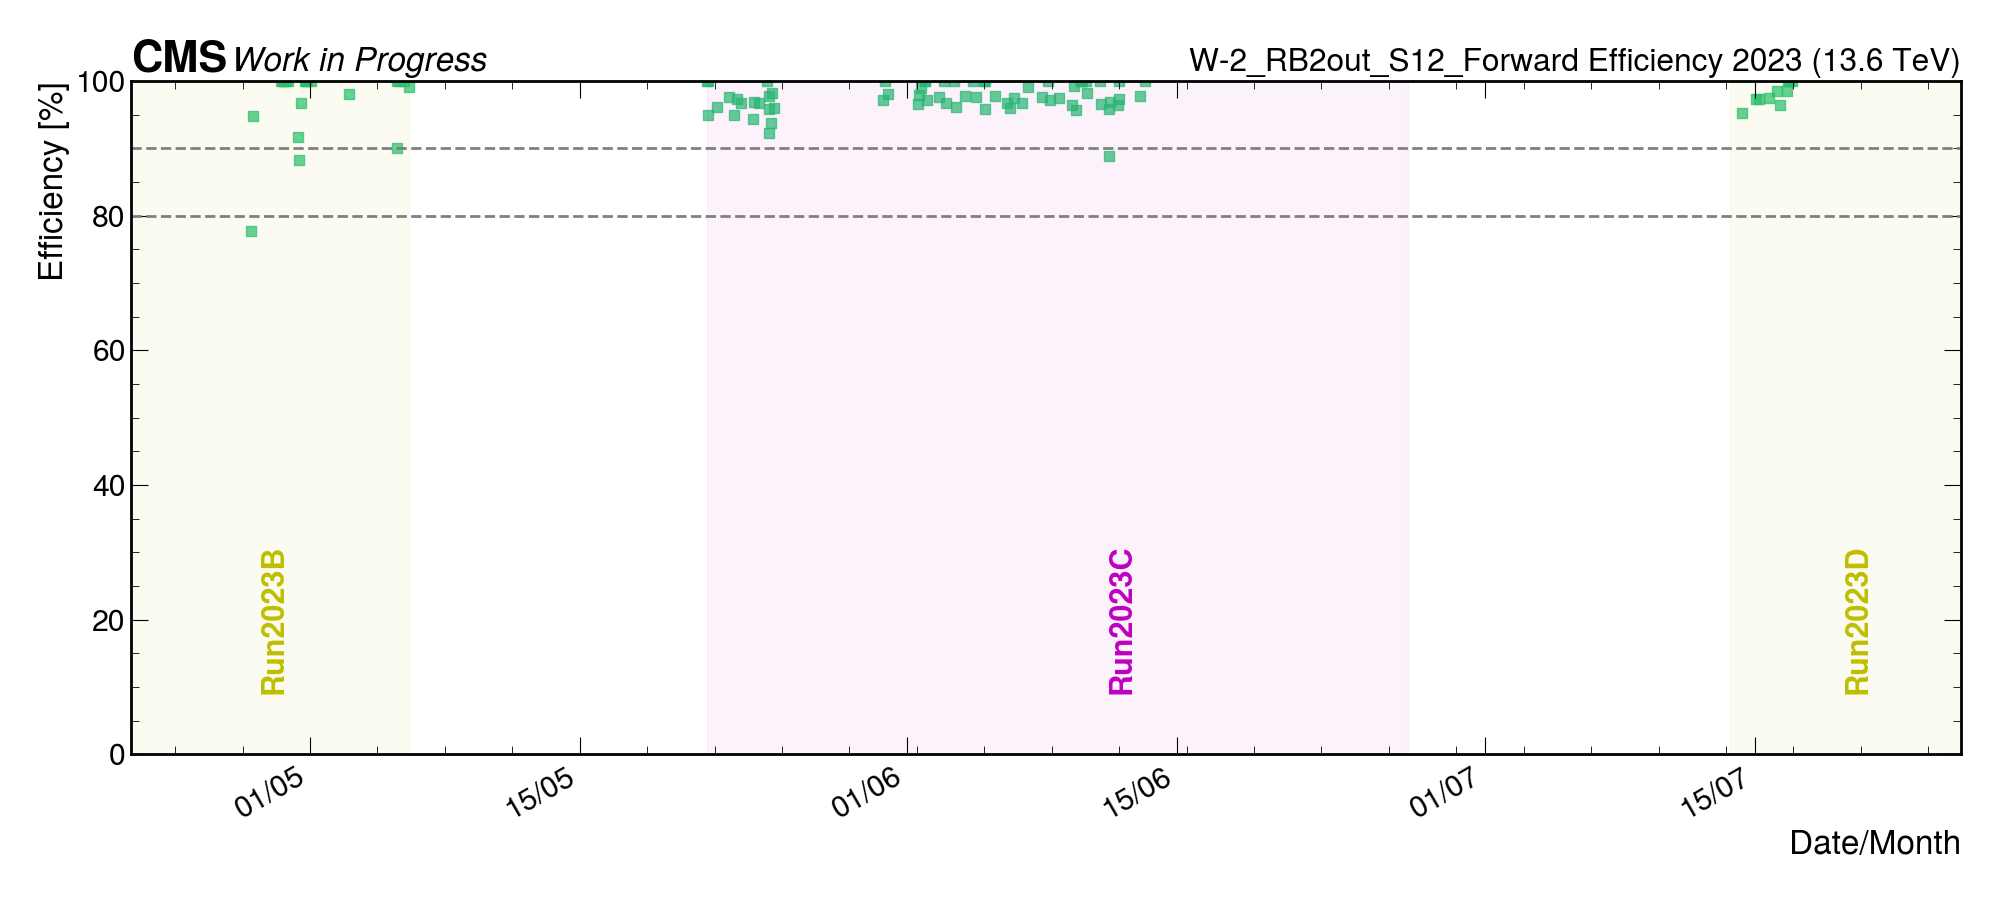 CMS Work in Progress
W-2_RB2out_S12_Forward Efficiency 2023 (13.6 TeV)
Efficiency [%]
100
80
60
40
20
0
Run2023B
Run2023C
Run2023D
01/05
15/05
01/06
15/06
01/07
15/07
Date/Month